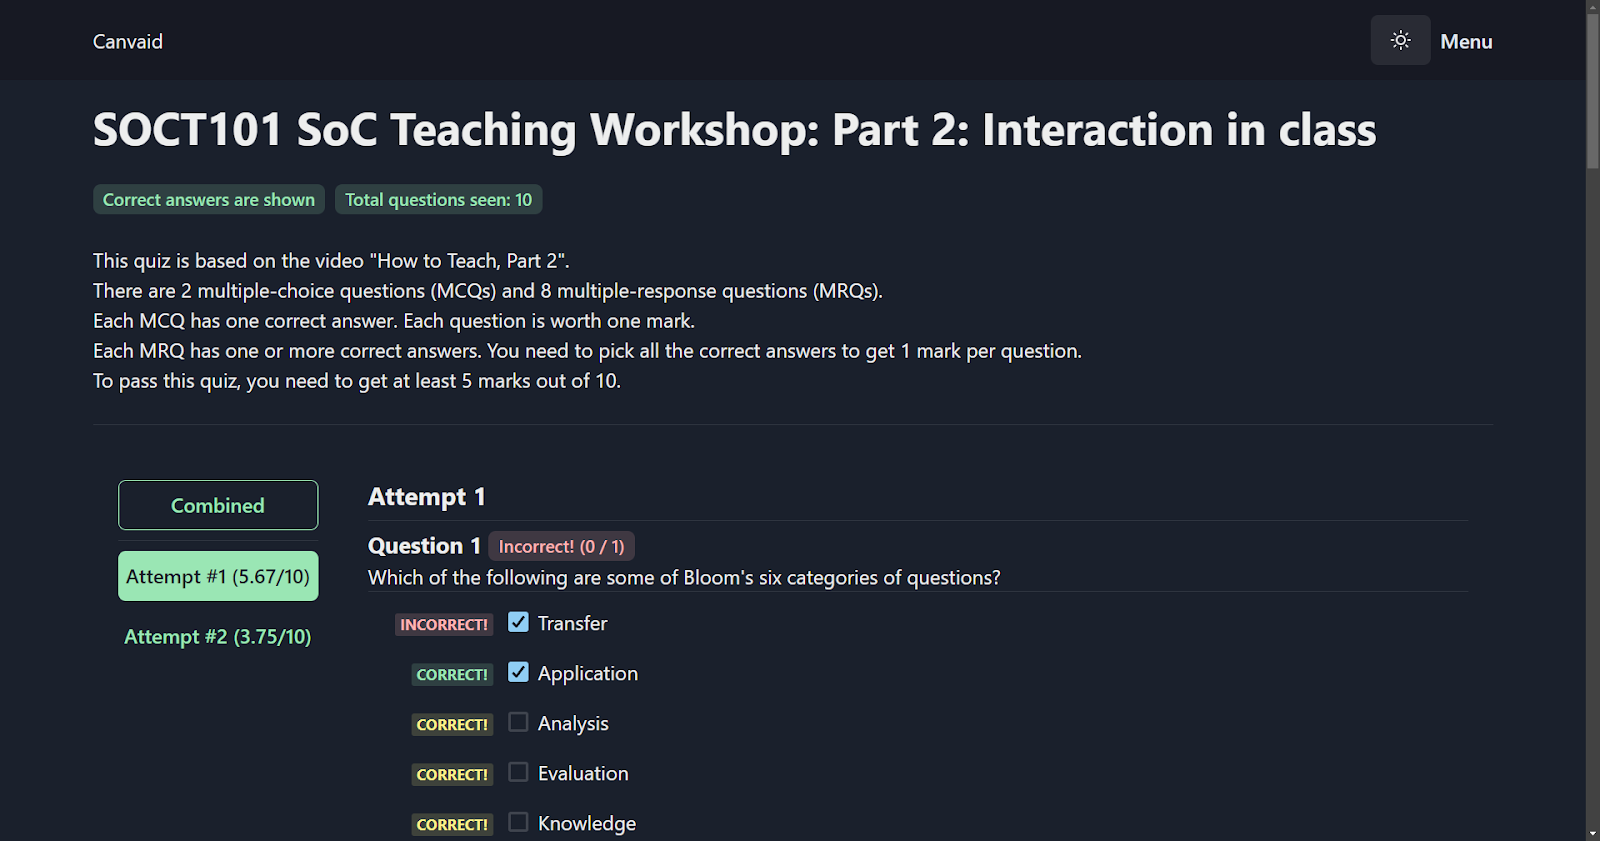 Canvaid
Menu
SOCT101 SoC Teaching Workshop: Part 2: Interaction in class
Correct answers are shown
Total questions seen: 10
This quiz is based on the video "How to Teach, Part 2".
There are 2 multiple-choice questions (MCQs) and 8 multiple-response questions (MRQs).
Each MCQ has one correct answer. Each question is worth one mark.
Each MRQ has one or more correct answers. You need to pick all the correct answers to get 1 mark per question.
To pass this quiz, you need to get at least 5 marks out of 10.
Combined
Attempt #1 (5.67/10)
Attempt #2 (3.75/10)
Attempt 1
Question 1 Incorrect! (0 / 1)
Which of the following are some of Bloom's six categories of questions?
INCORRECT! Transfer
CORRECT! Application
CORRECT! Analysis
CORRECT! Evaluation
CORRECT! Knowledge